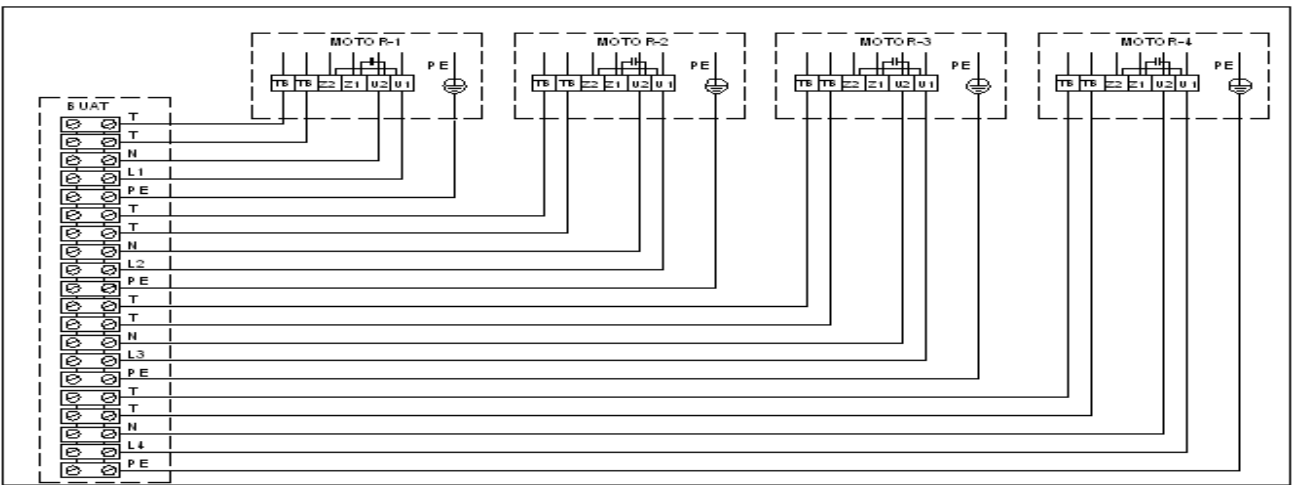 MOTOR-1 MOTOR-2 MOTOR-3 MOTOR-4
PE PE PE PE
TB TB Z2 Z1 U2 U1 TB TB Z2 Z1 U2 U1 TB TB Z2 Z1 U2 U1 TB TB Z2 Z1 U2 U1
BUAT
T
T
N
L1
PE
T
T
N
L2
PE
T
T
N
L3
PE
T
T
N
L4
PE